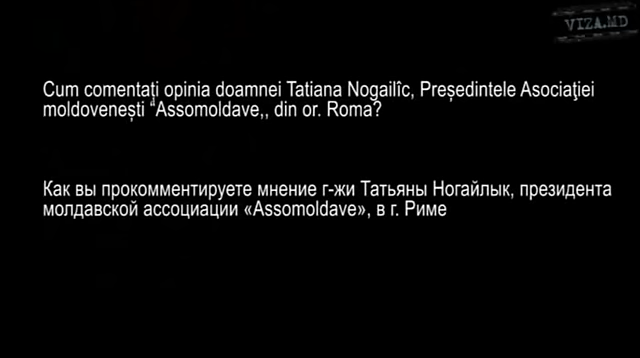 VIZA.MD
Cum comentați opinia doamnei Tatiana Nogailîc, Președintele Asociaţiei
moldovenești “Assomoldave,, din or. Roma?
Как вы прокомментируете мнение г-жи Татьяны Ногайлык, президента
молдавской ассоциации «Assomoldave», в г. Риме